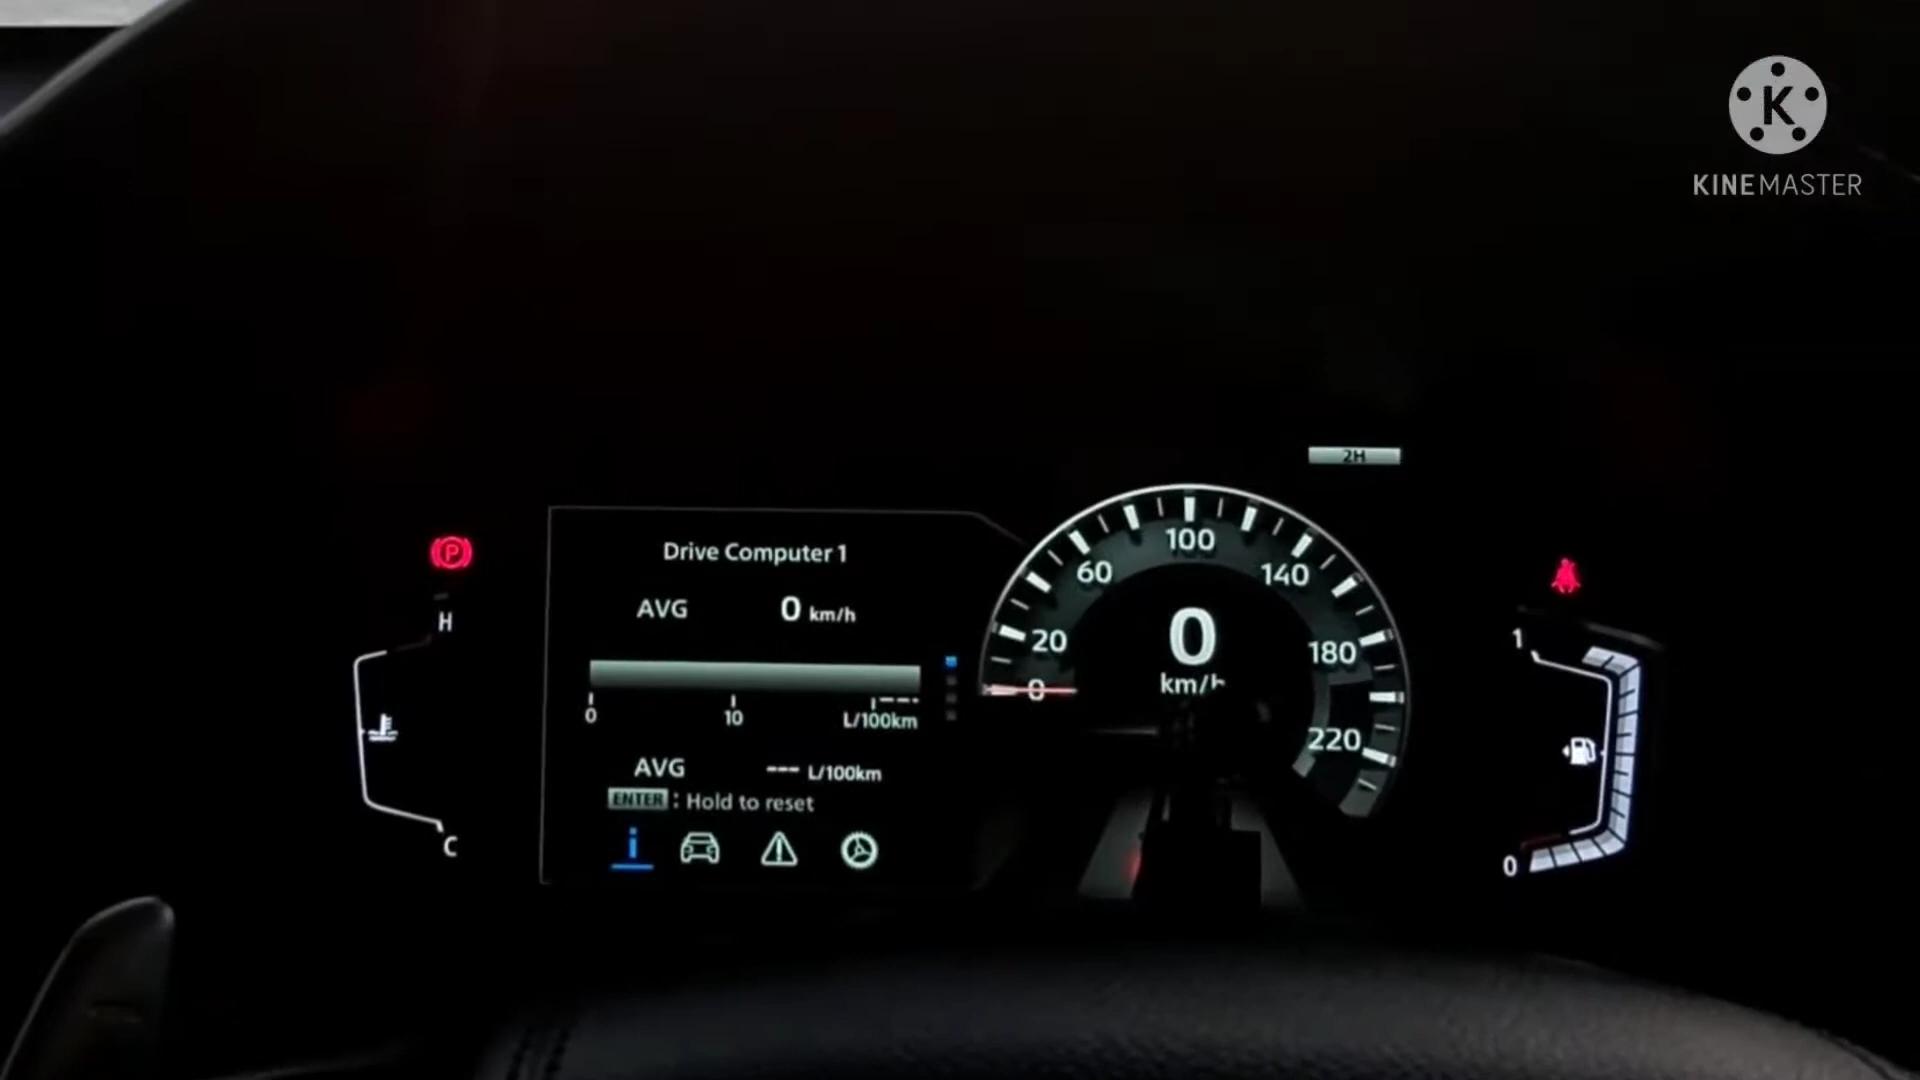 K
KINEMASTER
2H
P
H
C
Drive Computer 1
AVG 0 km/h
0 10 L/100km
AVG --- L/100km
ENTER : Hold to reset
i
0 20 60 100 140 180 220
0
km/h
1
0